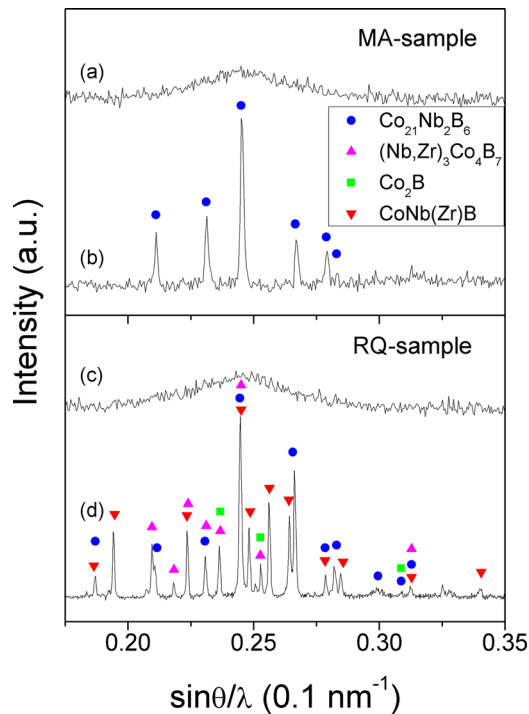 MA-sample
(a)
Co₂₁Nb₂B₆
(Nb,Zr)₃Co₄B₇
Co₂B
CoNb(Zr)B
(b)
Intensity (a.u.)
RQ-sample
(c)
(d)
0.20 0.25 0.30 0.35
sinθ/λ (0.1 nm⁻¹)